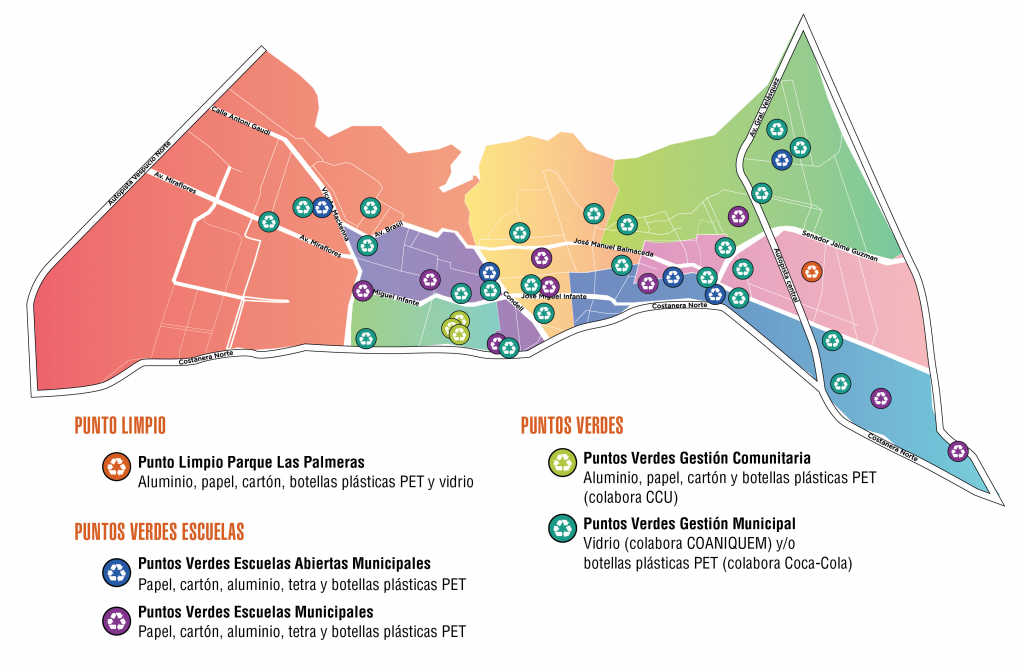 Av. Gral. Velásquez
Calle Antoni Gaudí
Autopista Vespucio Norte
Av. Miraflores
Vicuña Mackenna
Av. Brasil
Av. Miraflores
José Manuel Balmaceda
Senador Jaime Guzman
Autopista central
Miguel Infante
Condell
José Miguel Infante
Costanera Norte
Costanera Norte
Costanera Norte
PUNTO LIMPIO
Punto Limpio Parque Las Palmeras
Aluminio, papel, cartón, botellas plásticas PET y vidrio
PUNTOS VERDES ESCUELAS
Puntos Verdes Escuelas Abiertas Municipales
Papel, cartón, aluminio, tetra y botellas plásticas PET
Puntos Verdes Escuelas Municipales
Papel, cartón, aluminio, tetra y botellas plásticas PET
PUNTOS VERDES
Puntos Verdes Gestión Comunitaria
Aluminio, papel, cartón y botellas plásticas PET
(colabora CCU)
Puntos Verdes Gestión Municipal
Vidrio (colabora COANIQUEM) y/o
botellas plásticas PET (colabora Coca-Cola)